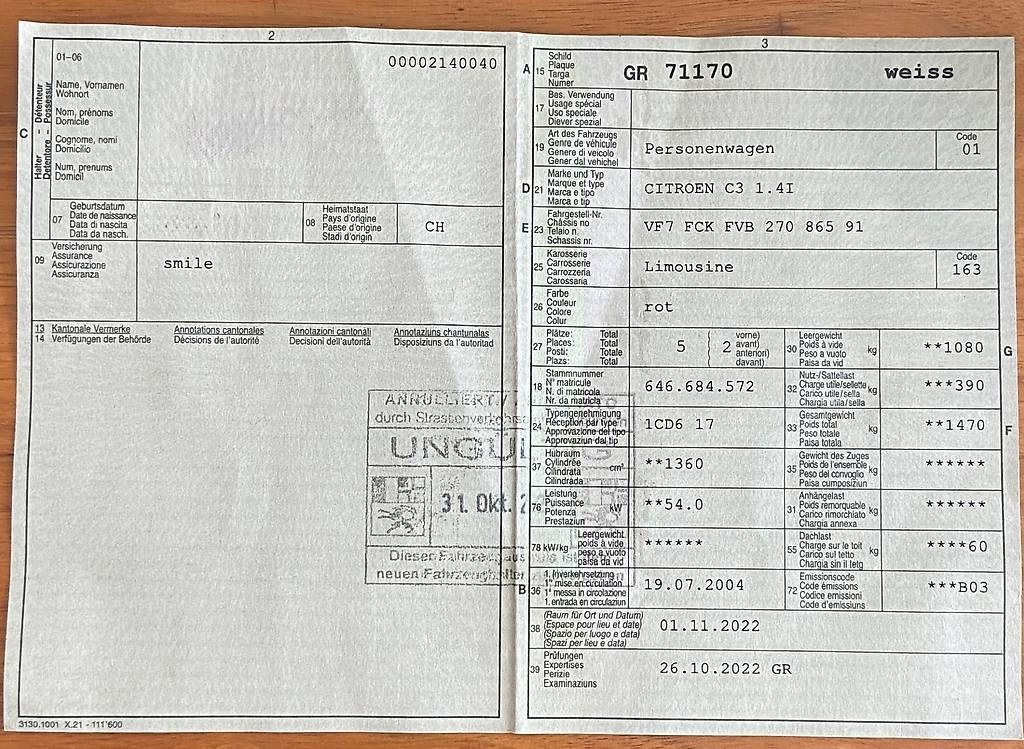 2
01–06
00002140040
Halter – Détenteur –
Detentore – Possessur
C
Name, Vornamen
Wohnort
Nom, prénoms
Domicile
Cognome, nomi
Domicilio
Num, prenums
Domicil
07
Geburtsdatum
Date de naissance
Data di nascita
Data da nasch.
08
Heimatstaat
Pays d'origine
Paese d'origine
Stadi d'origin
CH
09
Versicherung
Assurance
Assicurazione
Assicuranza
smile
13 Kantonale Vermerke Annotations cantonales Annotazioni cantonali Annotaziuns chantunalas
14 Verfügungen der Behörde Décisions de l'autorité Decisioni dell'autorità Disposiziuns da l'autoritad
ANNULLIERT /
durch Strassenverkehrsa
UNGÜL
31. Okt. 2
Dieser Fahrzeugausweis ist
neuen Fahrzeughalter
3130.1001 X.21 - 111'600
3
A 15
Schild
Plaque
Targa
Numer
GR 71170 weiss
17
Bes. Verwendung
Usage spécial
Uso speciale
Diever spezial
19
Art des Fahrzeugs
Genre de véhicule
Genere di veicolo
Gener dal vehichel
Personenwagen
Code
01
D 21
Marke und Typ
Marque et type
Marca e tipo
Marca e tip
CITROEN C3 1.4I
E 23
Fahrgestell-Nr.
Châssis no
Telaio n.
Schassis nr.
VF7 FCK FVB 270 865 91
25
Karosserie
Carrosserie
Carrozzeria
Carossaria
Limousine
Code
163
26
Farbe
Couleur
Colore
Colur
rot
27
Plätze: Total
Places: Total
Posti: Totale
Plazs: Total
5
2
vorne)
avant)
anteriori)
davant)
30
Leergewicht
Poids à vide
Peso a vuoto
Paisa da vid
kg
**1080
G
18
Stammnummer
N° matricule
N. di matricola
Nr. da matricla
646.684.572
32
Nutz-/Sattellast
Charge utile/sellette
Carico utile/sella
Chargia utila/sella
kg
***390
24
Typengenehmigung
Réception par type
Approvazione del tipo
Approvaziun dal tip
1CD6 17
33
Gesamtgewicht
Poids total
Peso totale
Paisa totala
kg
**1470
F
37
Hubraum
Cylindrée
Cilindrata
Cilindrada
cm³
**1360
35
Gewicht des Zuges
Poids de l'ensemble
Peso del convoglio
Paisa cumposiziun
kg
******
76
Leistung
Puissance
Potenza
Prestaziun
kW
**54.0
31
Anhängelast
Poids remorquable
Carico rimorchiato
Chargia annexa
kg
******
78 kW/kg
Leergewicht
poids à vide
peso a vuoto
paisa da vid
******
55
Dachlast
Charge sur le toit
Carico sul tetto
Chargia sin il tetg
kg
****60
B 36
1. Inverkehrsetzung
1re mise en circulation
1a messa in circolazione
1. entrada en circulaziun
19.07.2004
72
Emissionscode
Code émissions
Codice emissioni
Code d'emissiuns
***B03
38
(Raum für Ort und Datum)
(Espace pour lieu et date)
(Spazio per luogo e data)
(Spazi per lieu e data)
01.11.2022
39
Prüfungen
Expertises
Perizie
Examinaziuns
26.10.2022 GR